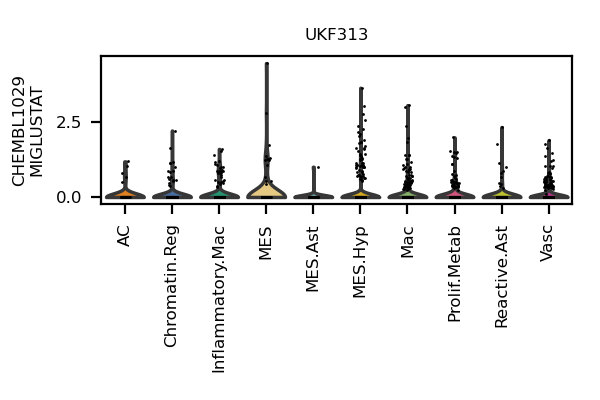 UKF313
CHEMBL1029
MIGLUSTAT
2.5
0.0
AC
Chromatin.Reg
Inflammatory.Mac
MES
MES.Ast
MES.Hyp
Mac
Prolif.Metab
Reactive.Ast
Vasc